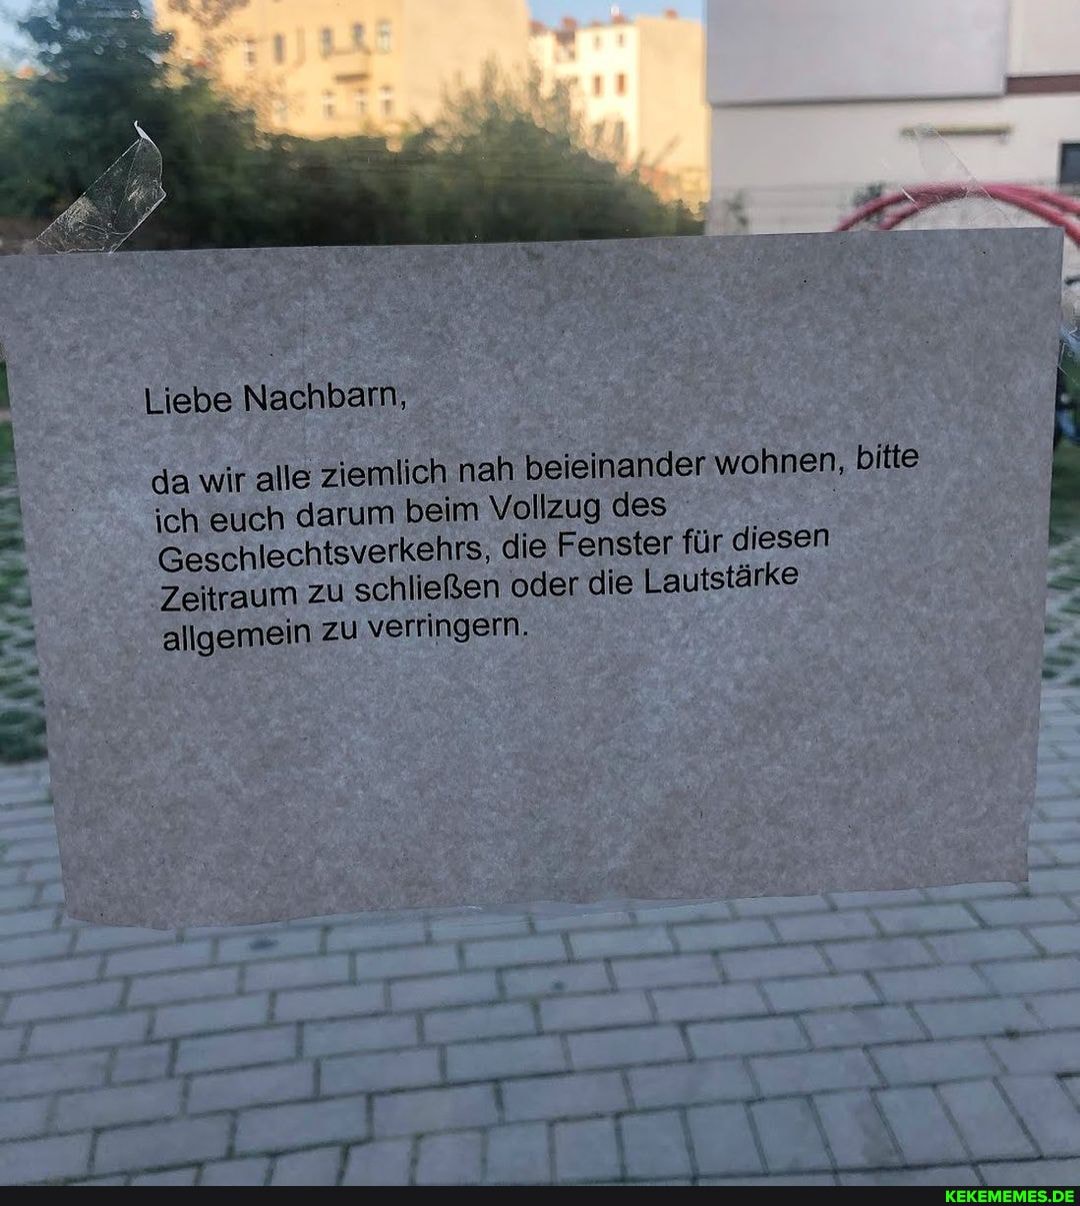 Liebe Nachbarn,
da wir alle ziemlich nah beieinander wohnen, bitte
ich euch darum beim Vollzug des
Geschlechtsverkehrs, die Fenster für diesen
Zeitraum zu schließen oder die Lautstärke
allgemein zu verringern.
KEKEMEMES.DE